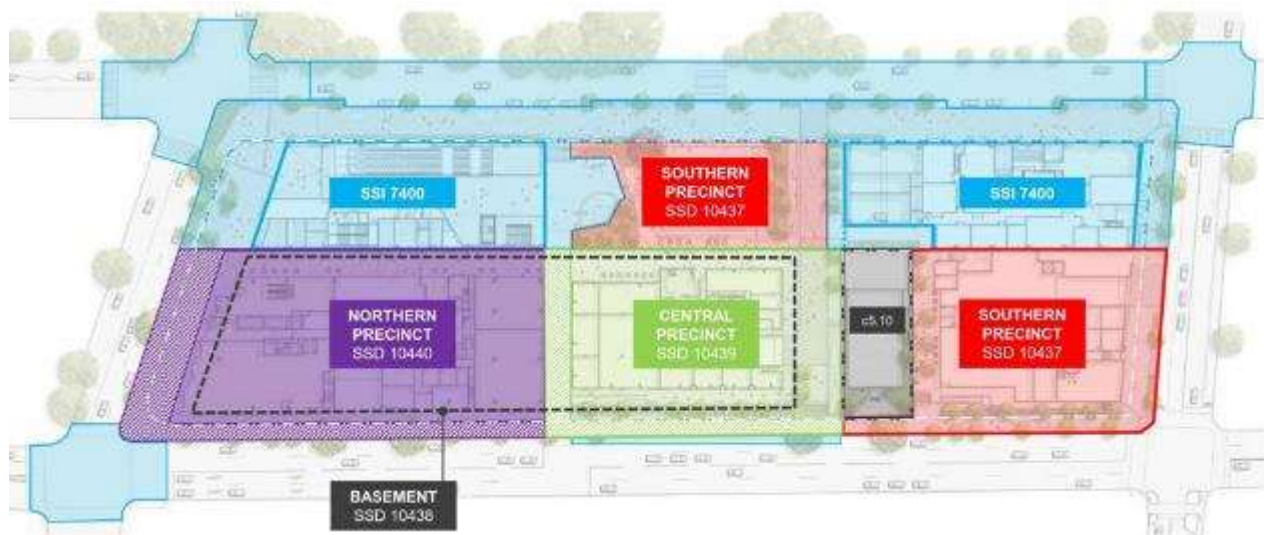 SSI 7400
SOUTHERN
PRECINCT
SSD 10437
SSI 7400
NORTHERN
PRECINCT
SSD 10440
CENTRAL
PRECINCT
SSD 10439
c5.10
SOUTHERN
PRECINCT
SSD 10437
BASEMENT
SSD 10438